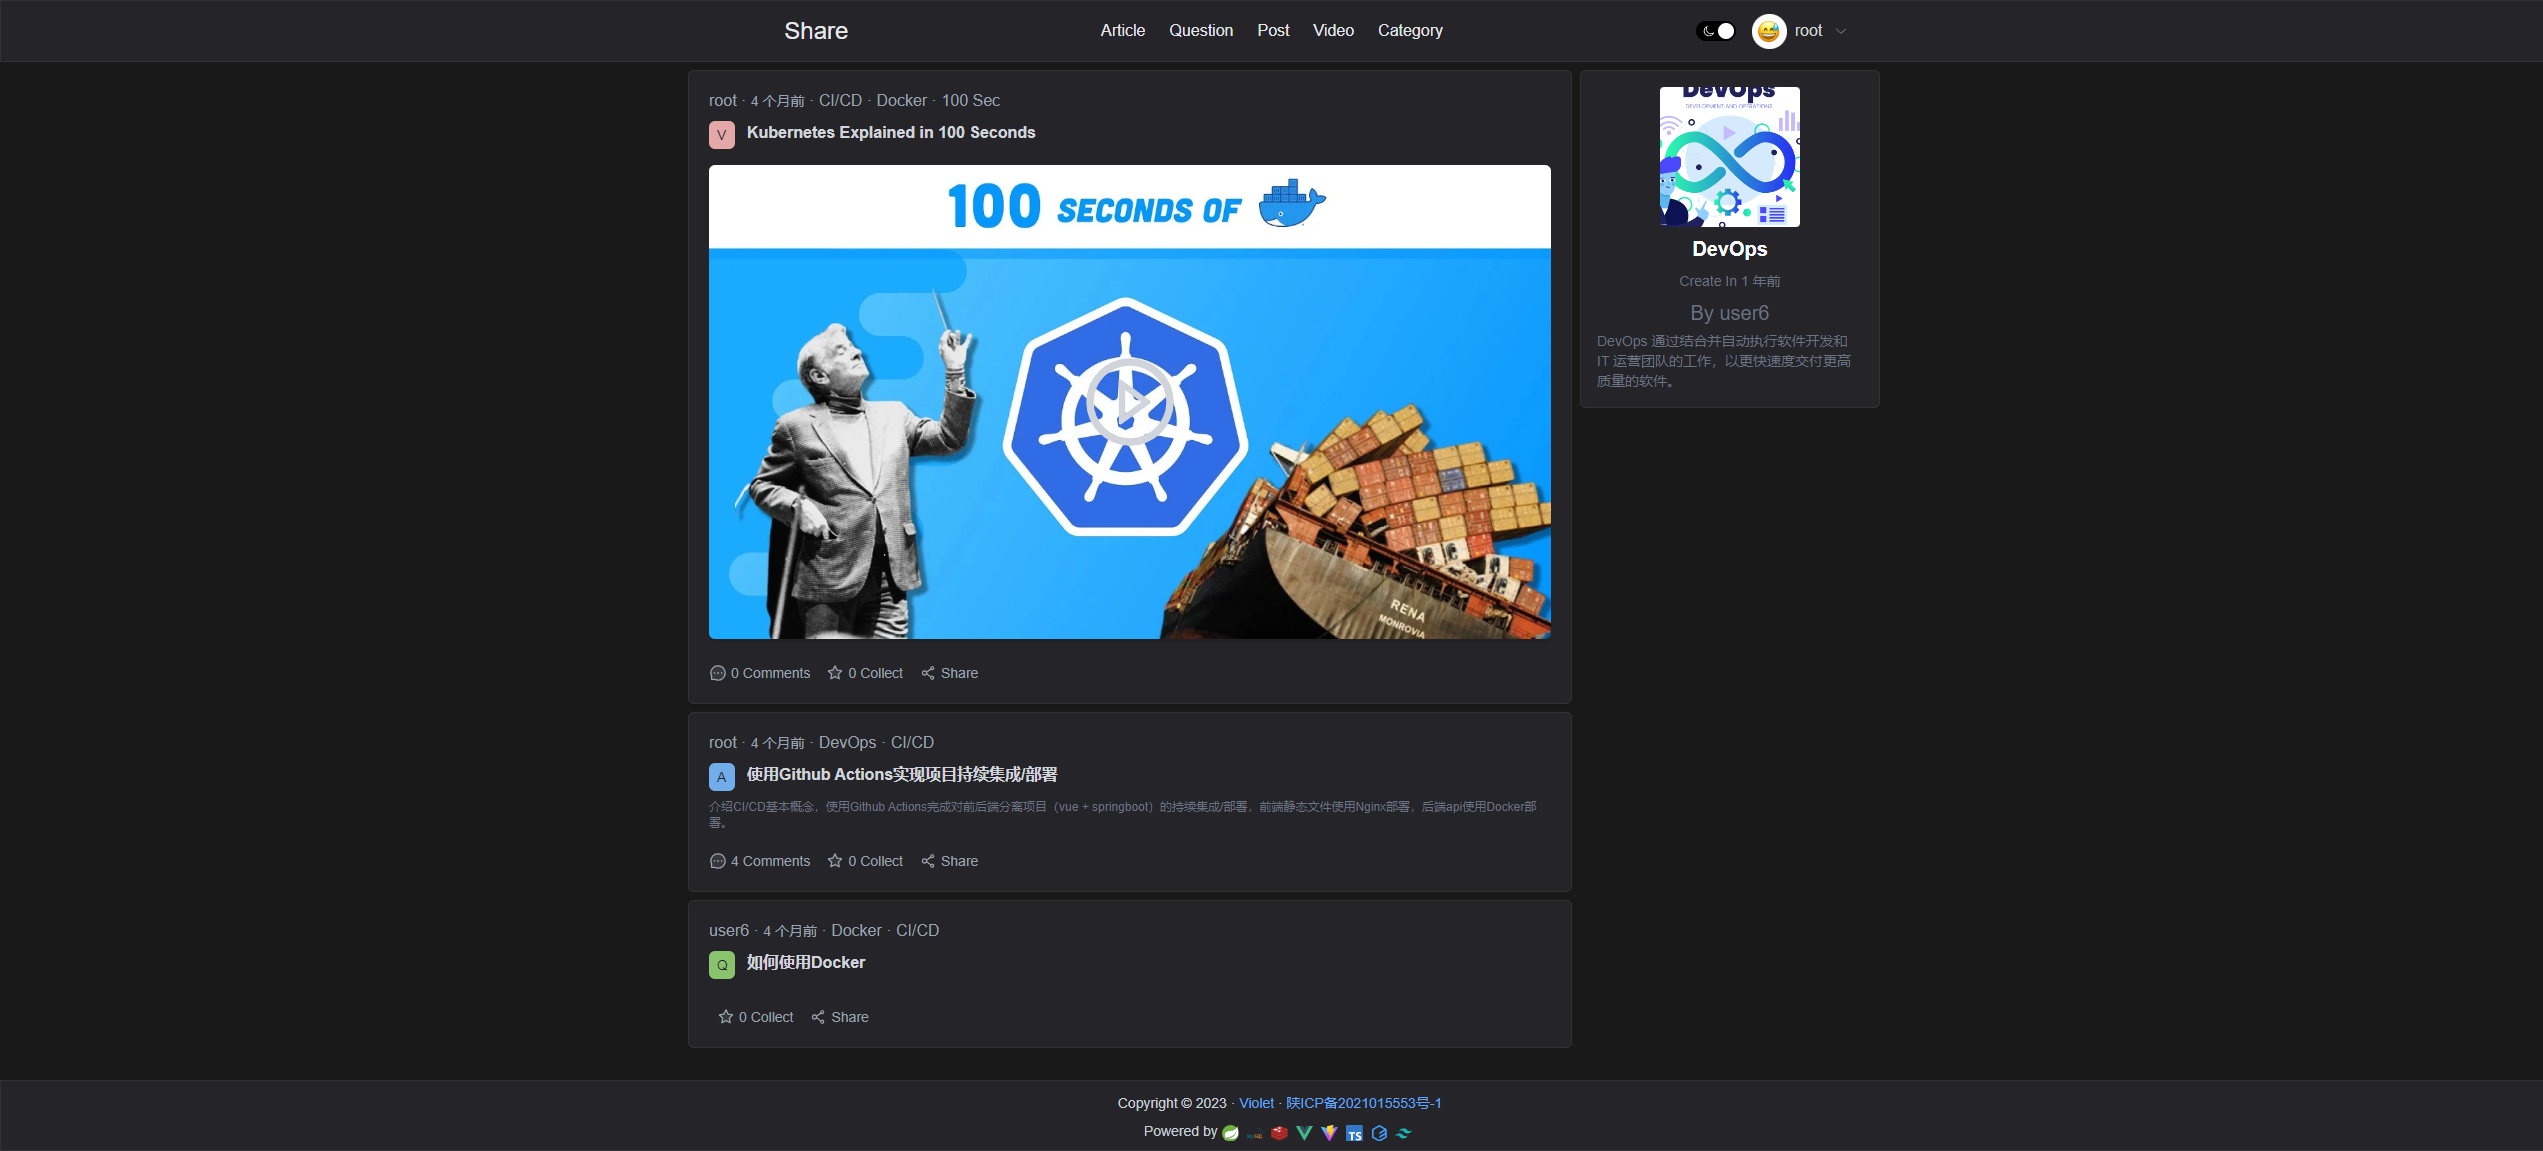 Share
Article
Question
Post
Video
Category
root
root · 4 个月前 · CI/CD · Docker · 100 Sec
V
Kubernetes Explained in 100 Seconds
100 SECONDS OF
RENA
MONROVIA
0 Comments
0 Collect
Share
DevOps
DEVELOPMENT AND OPERATIONS
DevOps
Create In 1 年前
By user6
DevOps 通过结合并自动执行软件开发和
IT 运营团队的工作，以更快速度交付更高
质量的软件。
root · 4 个月前 · DevOps · CI/CD
A
使用Github Actions实现项目持续集成/部署
介绍CI/CD基本概念，使用Github Actions完成对前后端分离项目（vue + springboot）的持续集成/部署，前端静态文件使用Nginx部署，后端api使用Docker部
署。
4 Comments
0 Collect
Share
user6 · 4 个月前 · Docker · CI/CD
Q
如何使用Docker
0 Collect
Share
Copyright © 2023 · Violet · 陕ICP备2021015553号-1
Powered by
TS